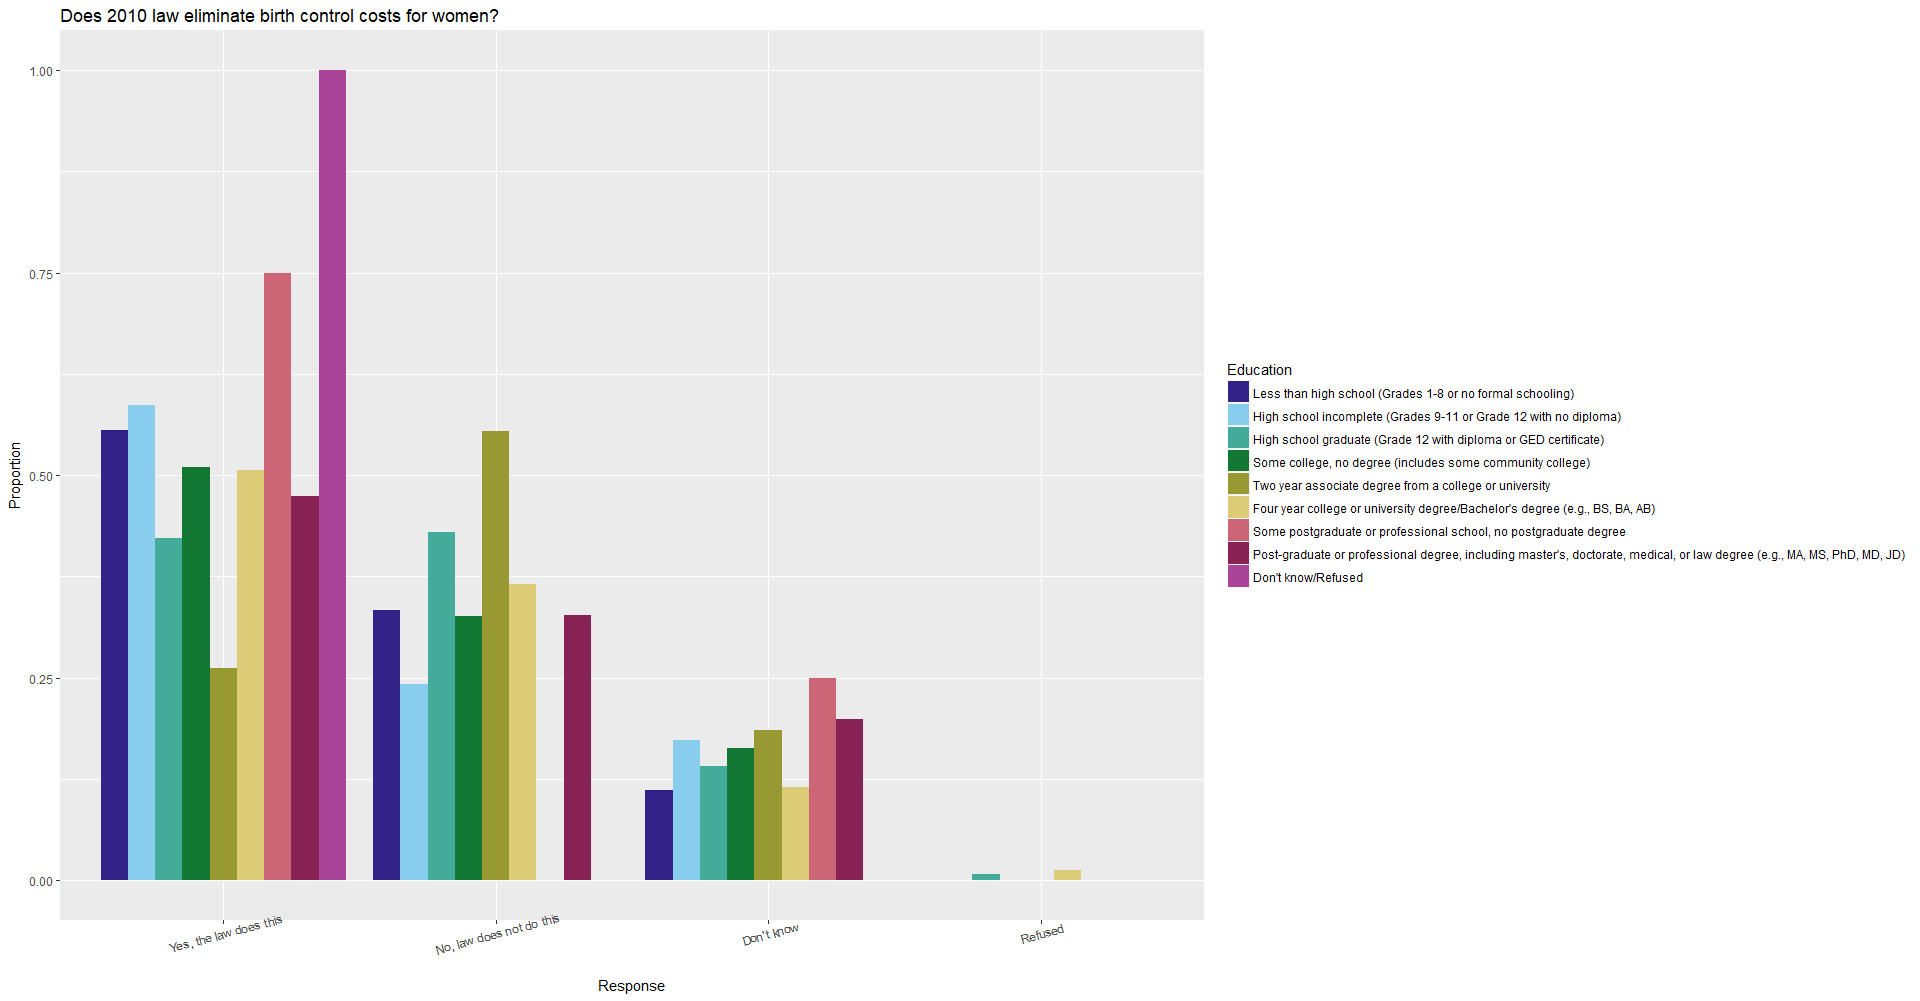 Does 2010 law eliminate birth control costs for women?
1.00
0.75
0.50
0.25
0.00
Proportion
Yes, the law does this
No, law does not do this
Don't know
Refused
Response
Education
Less than high school (Grades 1-8 or no formal schooling)
High school incomplete (Grades 9-11 or Grade 12 with no diploma)
High school graduate (Grade 12 with diploma or GED certificate)
Some college, no degree (includes some community college)
Two year associate degree from a college or university
Four year college or university degree/Bachelor's degree (e.g., BS, BA, AB)
Some postgraduate or professional school, no postgraduate degree
Post-graduate or professional degree, including master's, doctorate, medical, or law degree (e.g., MA, MS, PhD, MD, JD)
Don't know/Refused